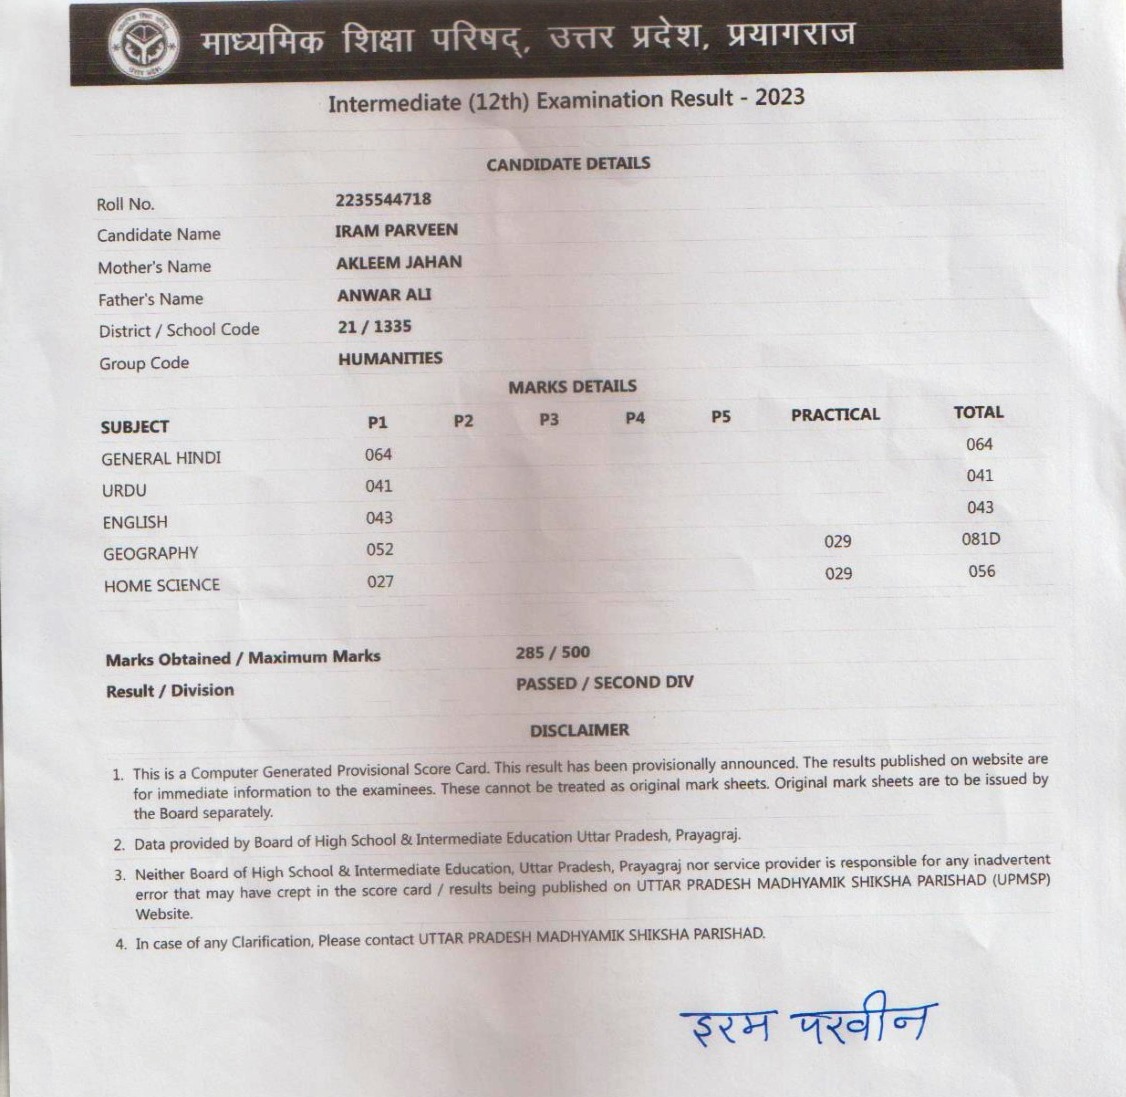 माध्यमिक शिक्षा परिषद्, उत्तर प्रदेश, प्रयागराज
Intermediate (12th) Examination Result - 2023
CANDIDATE DETAILS
Roll No. 2235544718
Candidate Name IRAM PARVEEN
Mother's Name AKLEEM JAHAN
Father's Name ANWAR ALI
District / School Code 21 / 1335
Group Code HUMANITIES
MARKS DETAILS
SUBJECT P1 P2 P3 P4 P5 PRACTICAL TOTAL
GENERAL HINDI 064 064
URDU 041 041
ENGLISH 043 043
GEOGRAPHY 052 029 081D
HOME SCIENCE 027 029 056
Marks Obtained / Maximum Marks 285 / 500
Result / Division PASSED / SECOND DIV
DISCLAIMER
1. This is a Computer Generated Provisional Score Card. This result has been provisionally announced. The results published on website are
for immediate information to the examinees. These cannot be treated as original mark sheets. Original mark sheets are to be issued by
the Board separately.
2. Data provided by Board of High School & Intermediate Education Uttar Pradesh, Prayagraj.
3. Neither Board of High School & Intermediate Education, Uttar Pradesh, Prayagraj nor service provider is responsible for any inadvertent
error that may have crept in the score card / results being published on UTTAR PRADESH MADHYAMIK SHIKSHA PARISHAD (UPMSP)
Website.
4. In case of any Clarification, Please contact UTTAR PRADESH MADHYAMIK SHIKSHA PARISHAD.
इरम परवीन